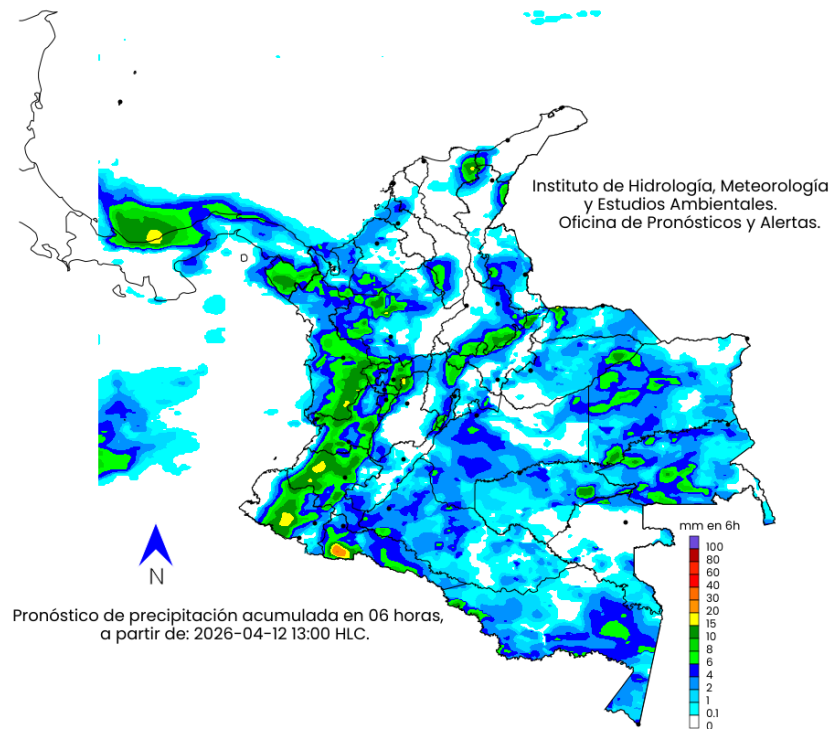 Instituto de Hidrología, Meteorología
y Estudios Ambientales.
Oficina de Pronósticos y Alertas.
N
mm en 6h
100
80
60
40
30
20
15
10
8
6
4
2
1
0.1
0
Pronóstico de precipitación acumulada en 06 horas,
a partir de: 2026-04-12 13:00 HLC.